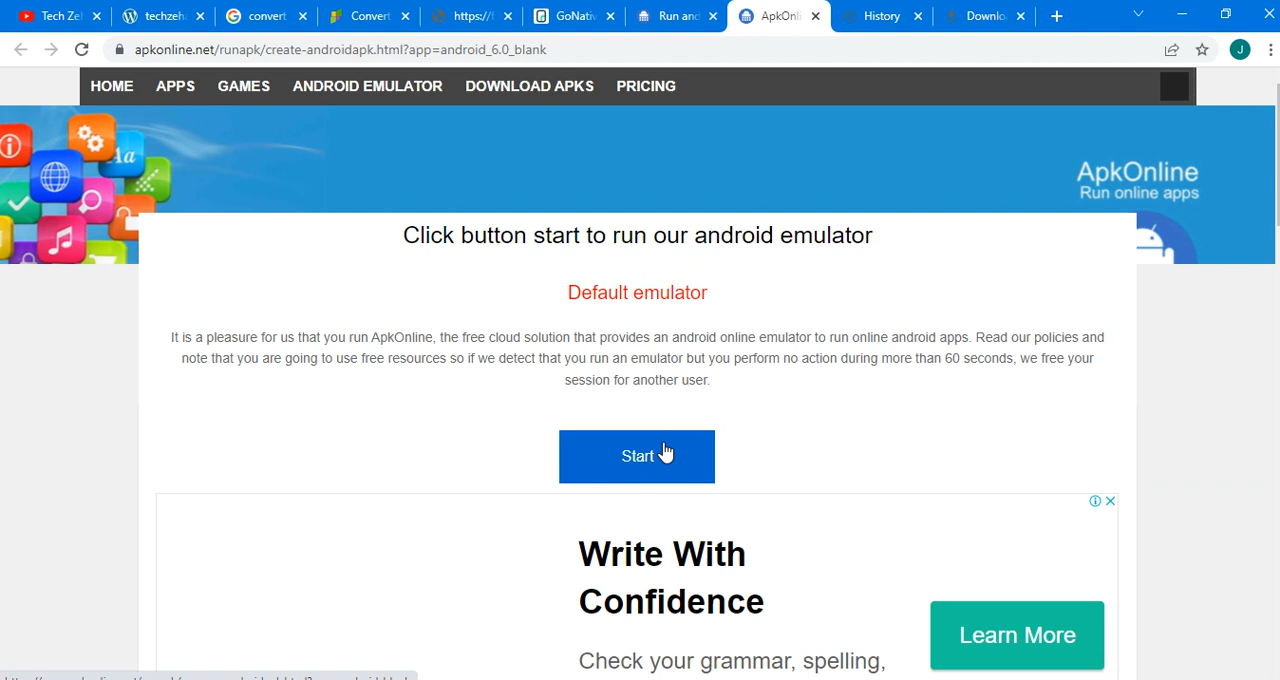 Tech Zel
techzeh
convert
Convert
https://
GoNativ
Run and
ApkOnli
History
Downlo
apkonline.net/runapk/create-androidapk.html?app=android_6.0_blank
J
HOME APPS GAMES ANDROID EMULATOR DOWNLOAD APKS PRICING
Aa
ApkOnline
Run online apps
Click button start to run our android emulator
Default emulator
It is a pleasure for us that you run ApkOnline, the free cloud solution that provides an android online emulator to run online android apps. Read our policies and
note that you are going to use free resources so if we detect that you run an emulator but you perform no action during more than 60 seconds, we free your
session for another user.
Start
Write With
Confidence
Learn More
Check your grammar, spelling,